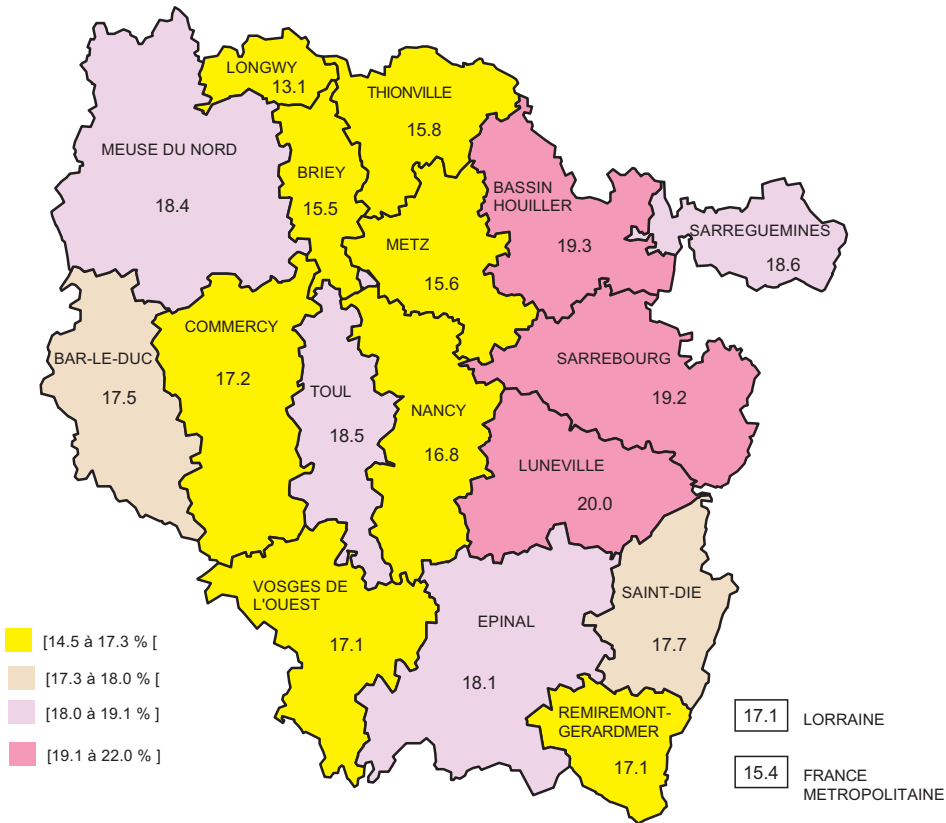 LONGWY
13.1
THIONVILLE
15.8
MEUSE DU NORD
18.4
BRIEY
15.5
BASSIN
HOUILLER
19.3
METZ
15.6
SARREGUEMINES
18.6
COMMERCY
17.2
BAR-LE-DUC
17.5
TOUL
18.5
NANCY
16.8
SARREBOURG
19.2
LUNEVILLE
20.0
VOSGES DE
L'OUEST
17.1
EPINAL
18.1
SAINT-DIE
17.7
REMIREMONT-
GERARDMER
17.1
[14.5 à 17.3 % [
[17.3 à 18.0 % [
[18.0 à 19.1 % ]
[19.1 à 22.0 % ]
17.1 LORRAINE
15.4 FRANCE
METROPOLITAINE